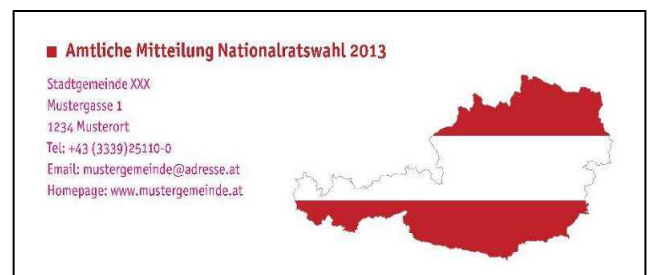 Amtliche Mitteilung Nationalratswahl 2013
Stadtgemeinde XXX
Mustergasse 1
1234 Musterort
Tel: +43 (3339)25110-0
Email: mustergemeinde@adresse.at
Homepage: www.mustergemeinde.at